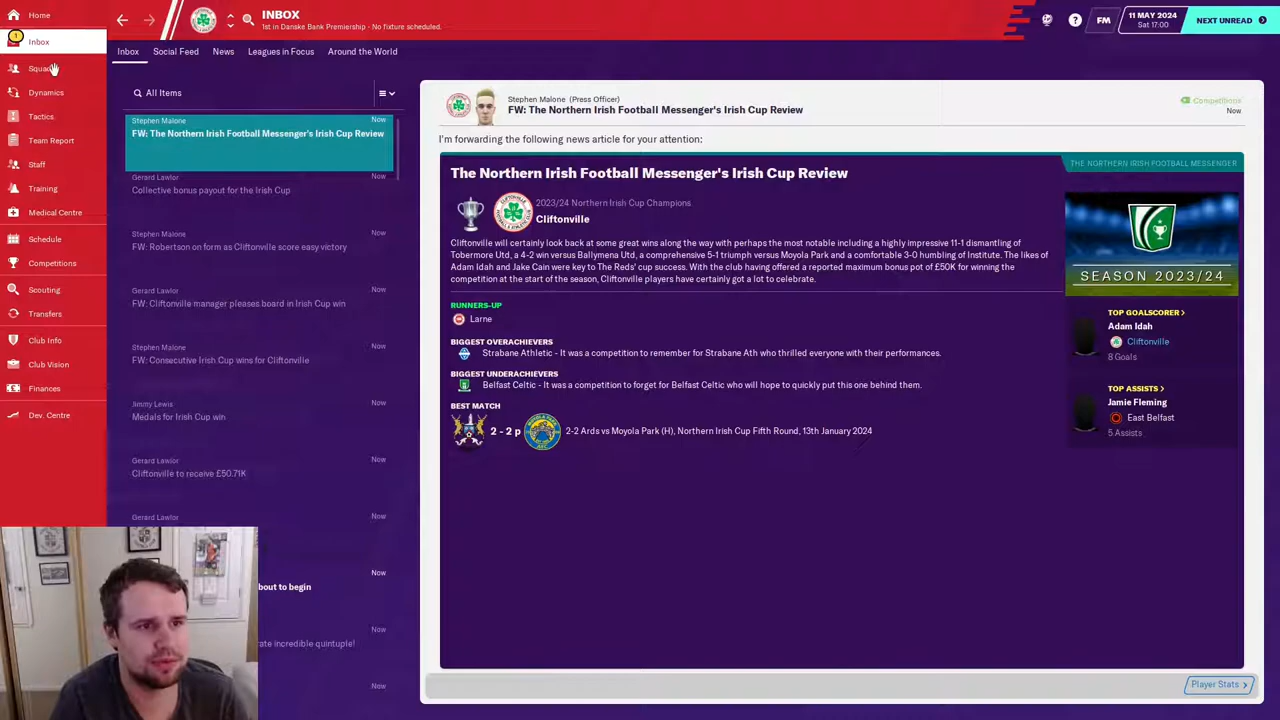 Home
INBOX
1st in Danske Bank Premiership - No fixture scheduled.
?
FM
11 MAY 2024
Sat 17:00
NEXT UNREAD
1
Inbox
Squad
Dynamics
Tactics
Team Report
Staff
Training
Medical Centre
Schedule
Competitions
Scouting
Transfers
Club Info
Club Vision
Finances
Dev. Centre
Inbox
Social Feed
News
Leagues in Focus
Around the World
All Items
Stephen Malone
Now
FW: The Northern Irish Football Messenger's Irish Cup Review
Gerard Lawlor
Now
Collective bonus payout for the Irish Cup
Stephen Malone
Now
FW: Robertson on form as Cliftonville score easy victory
Gerard Lawlor
Now
FW: Cliftonville manager pleases board in Irish Cup win
Stephen Malone
Now
FW: Consecutive Irish Cup wins for Cliftonville
Jimmy Lewis
Now
Medals for Irish Cup win
Gerard Lawlor
Now
Cliftonville to receive £50.71K
Gerard Lawlor
Now
Now
bout to begin
Now
ate incredible quintuple!
Now
Stephen Malone (Press Officer)
FW: The Northern Irish Football Messenger's Irish Cup Review
Competitions
Now
I'm forwarding the following news article for your attention:
THE NORTHERN IRISH FOOTBALL MESSENGER
The Northern Irish Football Messenger's Irish Cup Review
2023/24 Northern Irish Cup Champions
Cliftonville
Cliftonville will certainly look back at some great wins along the way with perhaps the most notable including a highly impressive 11-1 dismantling of
Tobermore Utd, a 4-2 win versus Ballymena Utd, a comprehensive 5-1 triumph versus Moyola Park and a comfortable 3-0 humbling of Institute. The likes of
Adam Idah and Jake Cain were key to The Reds' cup success. With the club having offered a reported maximum bonus pot of £50K for winning the
competition at the start of the season, Cliftonville players have certainly got a lot to celebrate.
RUNNERS-UP
Larne
BIGGEST OVERACHIEVERS
Strabane Athletic - It was a competition to remember for Strabane Ath who thrilled everyone with their performances.
BIGGEST UNDERACHIEVERS
Belfast Celtic - It was a competition to forget for Belfast Celtic who will hope to quickly put this one behind them.
BEST MATCH
2 - 2 p
2-2 Ards vs Moyola Park (H), Northern Irish Cup Fifth Round, 13th January 2024
SEASON 2023/24
TOP GOALSCORER >
Adam Idah
Cliftonville
8 Goals
TOP ASSISTS >
Jamie Fleming
East Belfast
5 Assists
Player Stats >